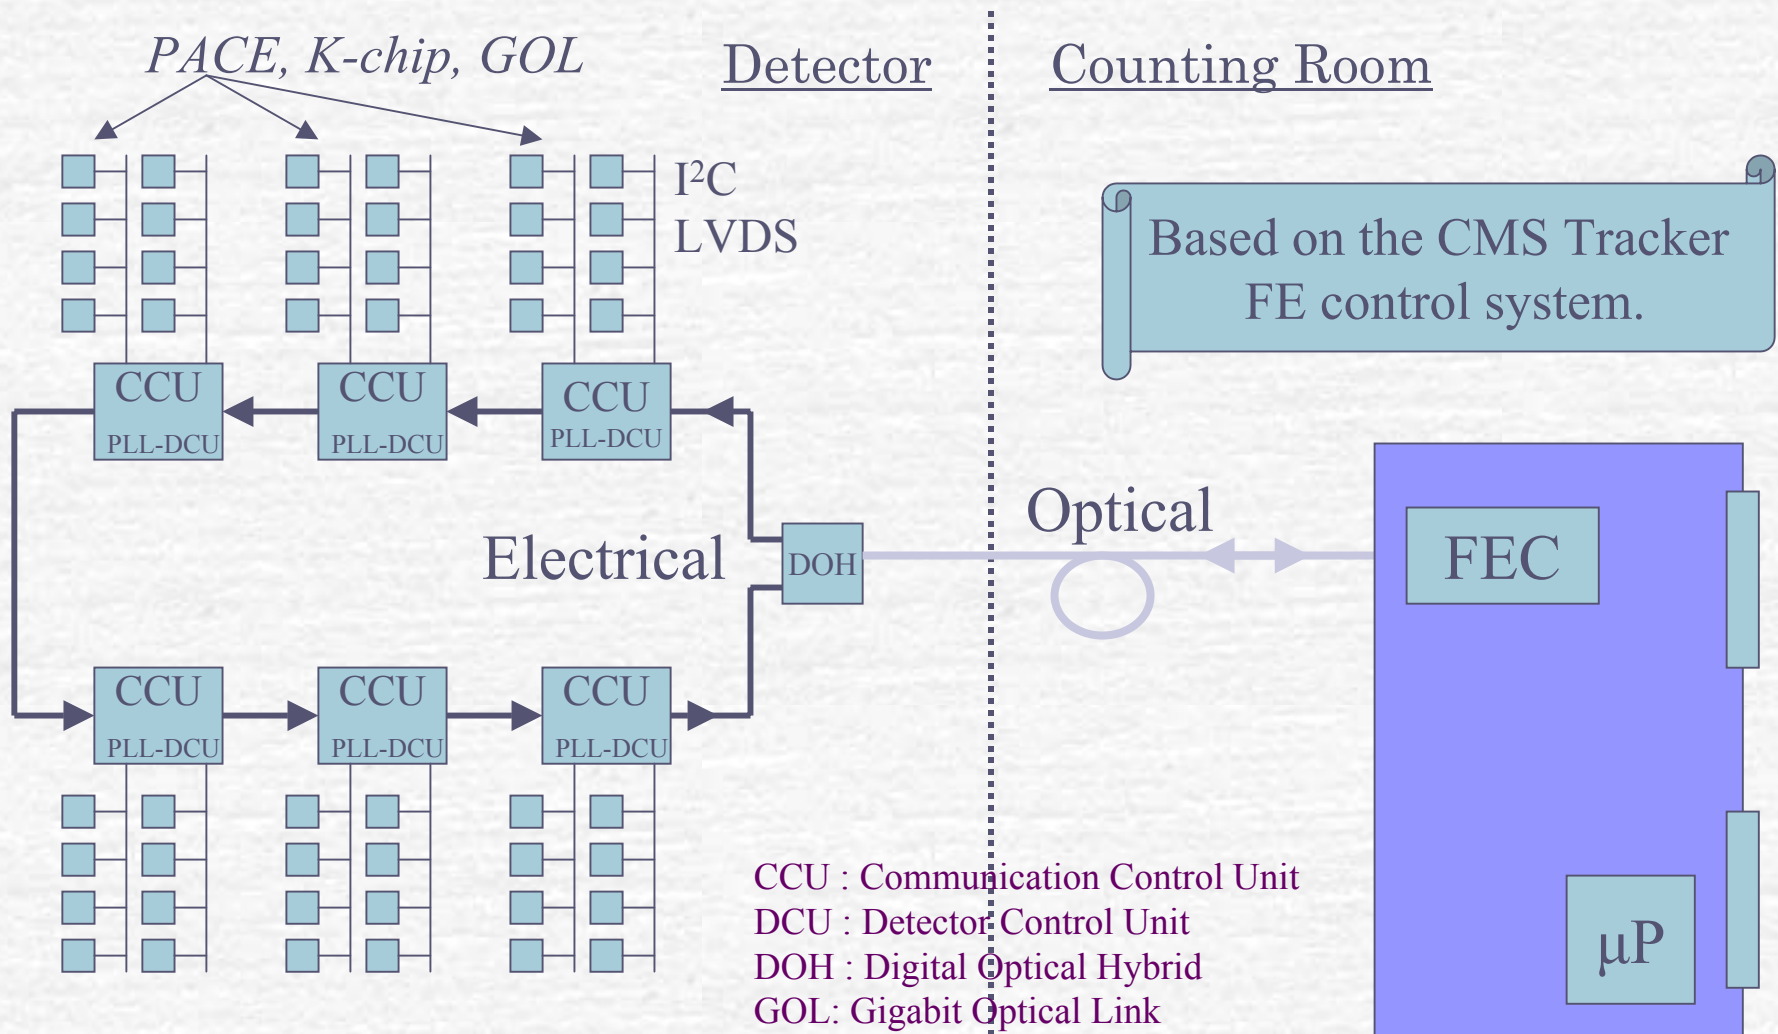 PACE, K-chip, GOL
Detector
Counting Room
I²C
LVDS
Based on the CMS Tracker
FE control system.
CCU
PLL-DCU
CCU
PLL-DCU
CCU
PLL-DCU
Optical
Electrical
DOH
FEC
CCU
PLL-DCU
CCU
PLL-DCU
CCU
PLL-DCU
CCU : Communication Control Unit
DCU : Detector Control Unit
DOH : Digital Optical Hybrid
GOL: Gigabit Optical Link
μP